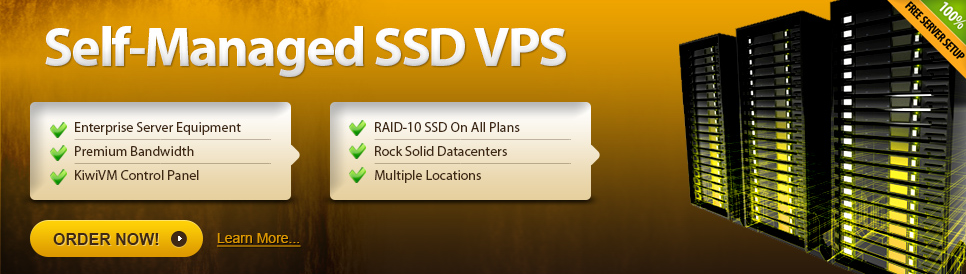 Self-Managed SSD VPS
100%
FREE SERVER SETUP
Enterprise Server Equipment
Premium Bandwidth
KiwiVM Control Panel
RAID-10 SSD On All Plans
Rock Solid Datacenters
Multiple Locations
ORDER NOW!
Learn More...